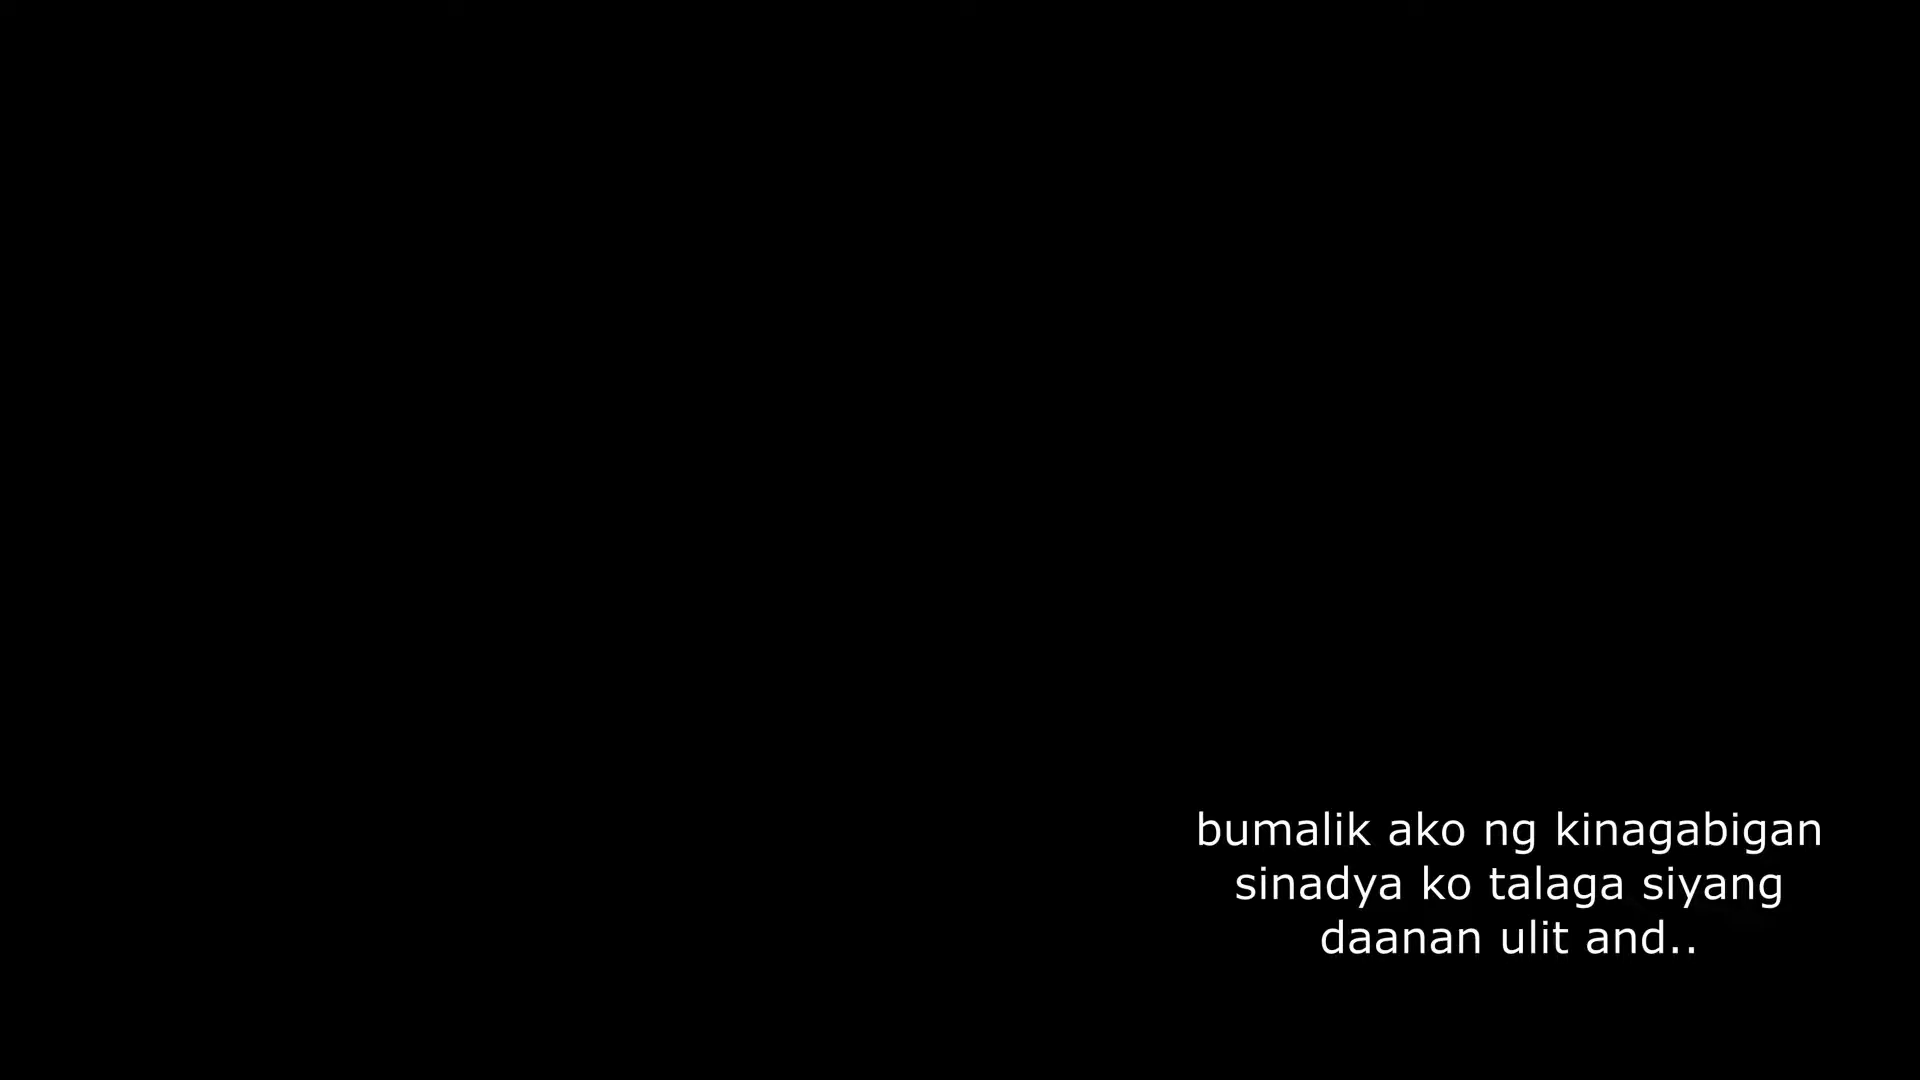 bumalik ako ng kinagabigan
sinadya ko talaga siyang
daanan ulit and..